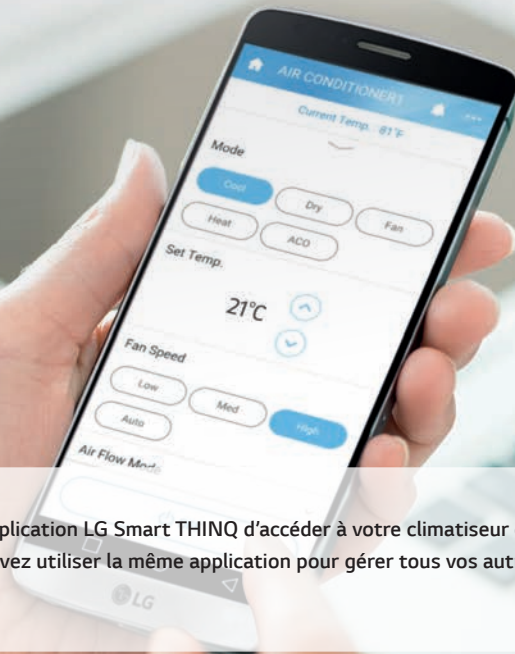 AIR CONDITIONER1
Current Temp. 81°F
Mode
Cool Dry Fan
Heat ACO
Set Temp.
21°C
Fan Speed
Low Med High
Auto
Air Flow Mode
plication LG Smart THINQ d'accéder à votre climatiseur
vez utiliser la même application pour gérer tous vos aut
LG